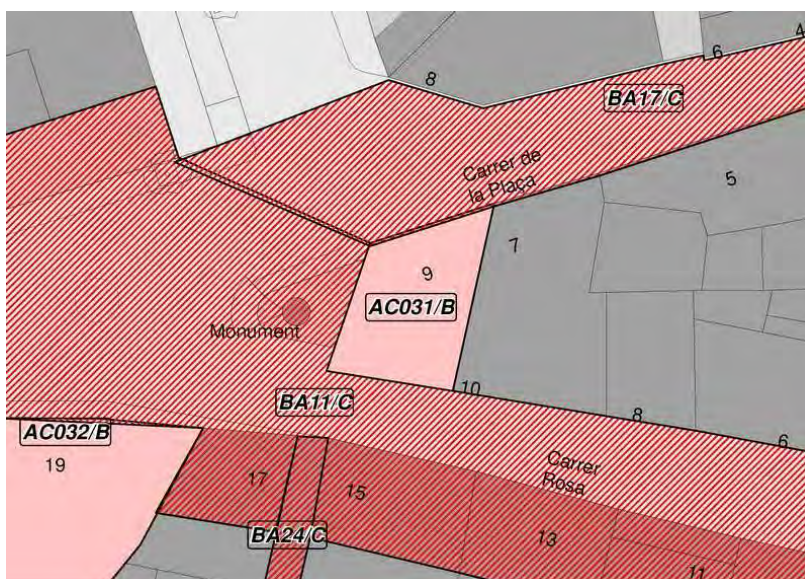 4
6
8
BA17/C
Carrer de
la Plaça
5
7
9
AC031/B
Monument
10
BA11/C
8
AC032/B
6
19
Carrer
Rosa
17
15
BA24/C
13
11